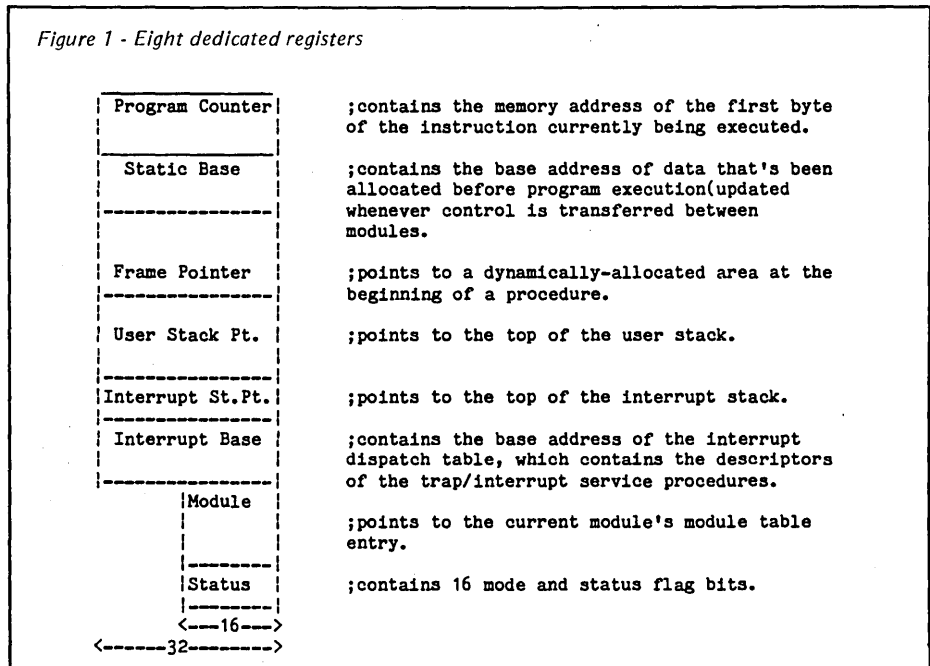 Figure 1 - Eight dedicated registers
Program Counter
;contains the memory address of the first byte
of the instruction currently being executed.
Static Base
;contains the base address of data that's been
allocated before program execution(updated
whenever control is transferred between
modules.
Frame Pointer
;points to a dynamically-allocated area at the
beginning of a procedure.
User Stack Pt.
;points to the top of the user stack.
Interrupt St.Pt.
;points to the top of the interrupt stack.
Interrupt Base
;contains the base address of the interrupt
dispatch table, which contains the descriptors
of the trap/interrupt service procedures.
Module
;points to the current module's module table
entry.
Status
;contains 16 mode and status flag bits.
<---16--->
<------32-------->